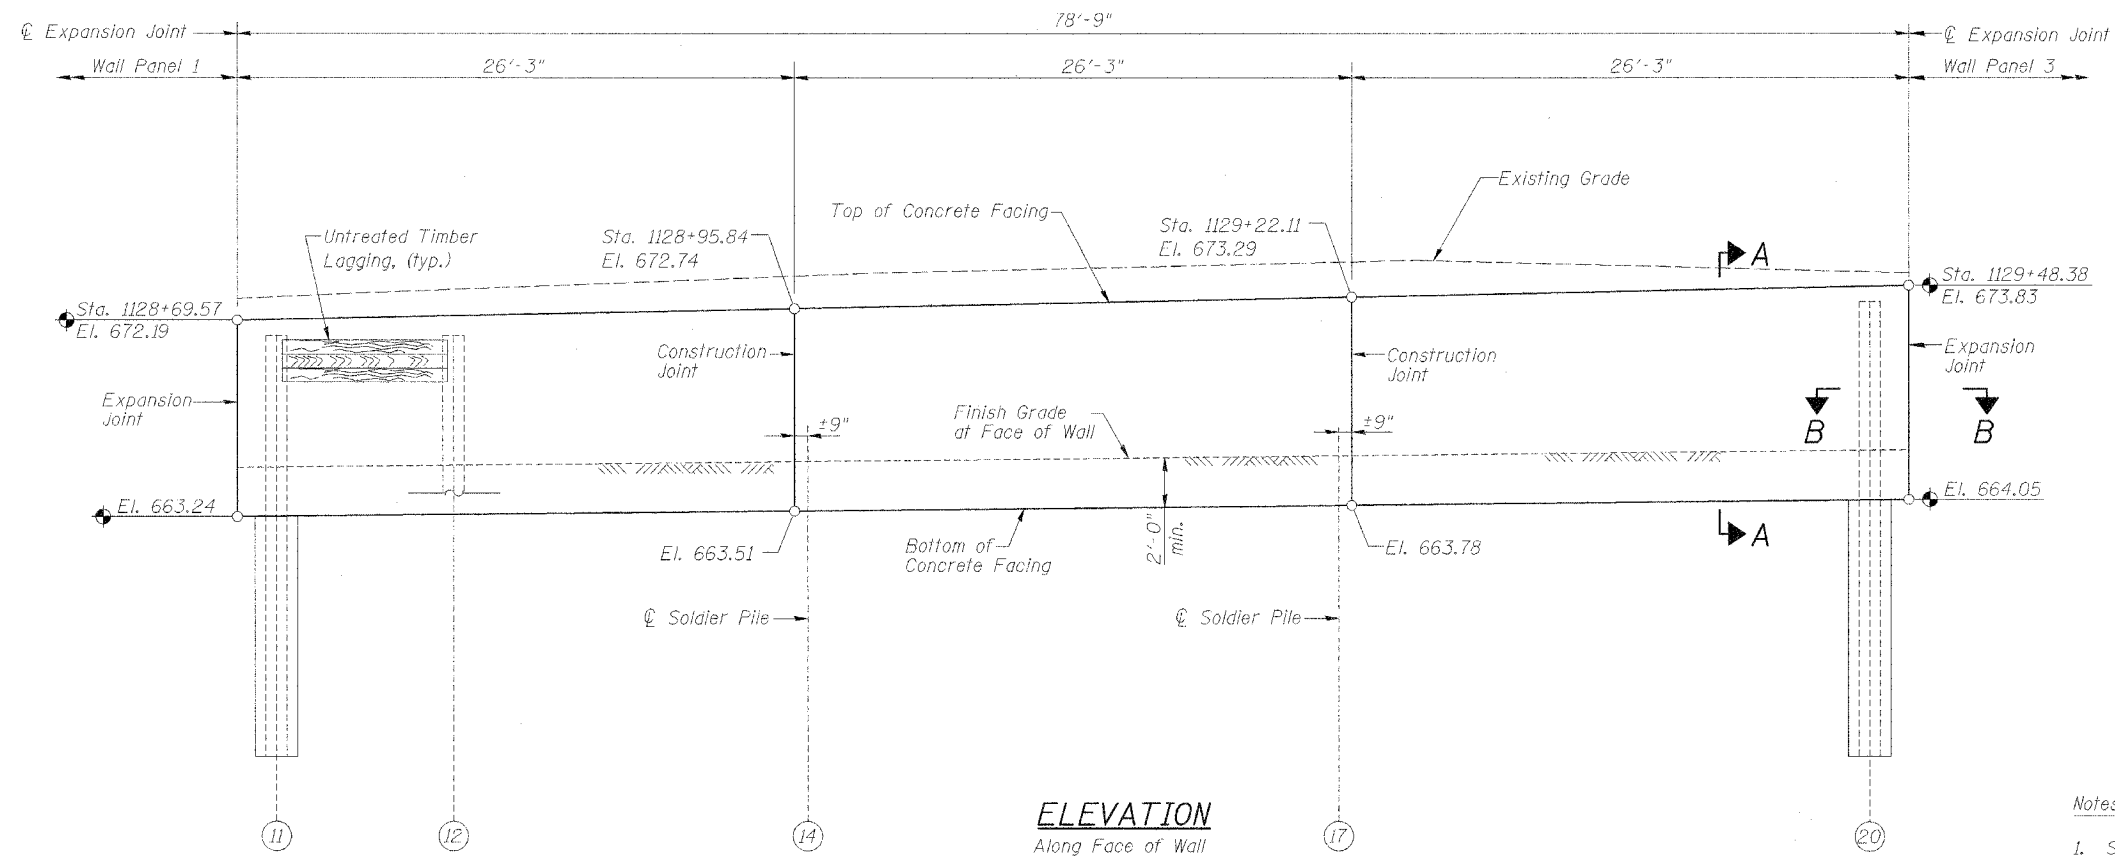 78'-9"
℄ Expansion Joint
℄ Expansion Joint
Wall Panel 1
26'-3"
26'-3"
26'-3"
Wall Panel 3
Existing Grade
Top of Concrete Facing
Sta. 1129+22.11
El. 673.29
Untreated Timber
Lagging, (typ.)
Sta. 1128+95.84
El. 672.74
A
Sta. 1129+48.38
El. 673.83
Sta. 1128+69.57
El. 672.19
Construction
Joint
Construction
Joint
Expansion
Joint
Expansion
Joint
Finish Grade
at Face of Wall
±9"
±9"
B
B
El. 663.24
El. 664.05
El. 663.51
Bottom of
Concrete Facing
2'-0"
min.
El. 663.78
A
℄ Soldier Pile
℄ Soldier Pile
ELEVATION
Along Face of Wall
11
12
14
17
20
Notes
1. S